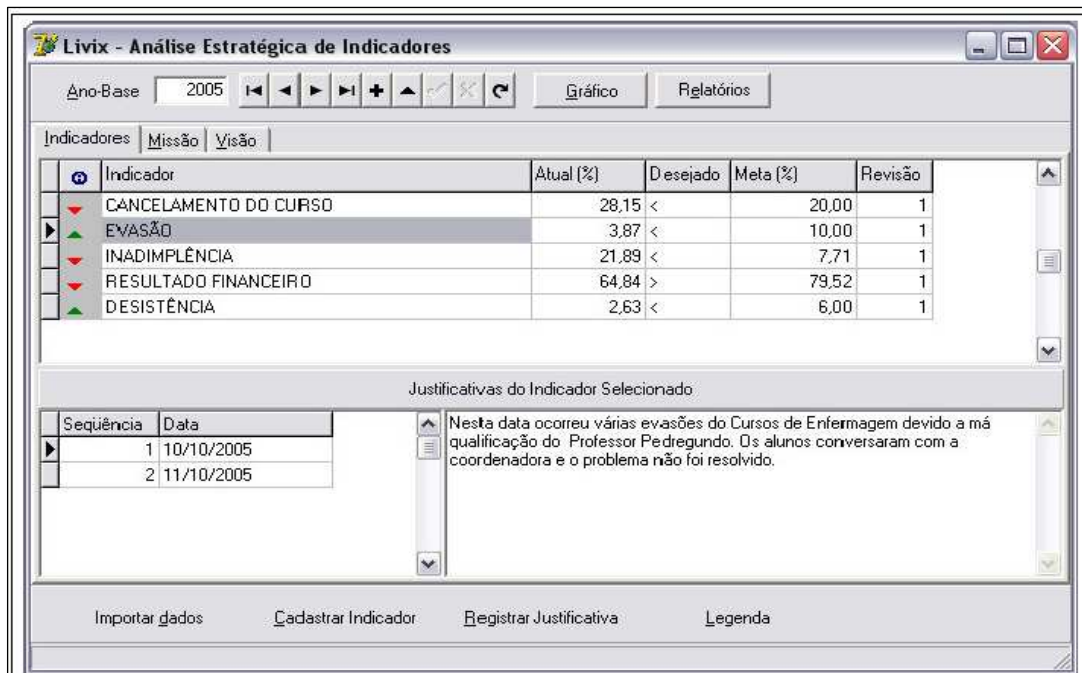 Livix - Análise Estratégica de Indicadores
Ano-Base 2005 Gráfico Relatórios
Indicadores Missão Visão
Indicador Atual (%) Desejado Meta (%) Revisão
CANCELAMENTO DO CURSO 28,15 < 20,00 1
EVASÃO 3,87 < 10,00 1
INADIMPLÊNCIA 21,89 < 7,71 1
RESULTADO FINANCEIRO 64,84 > 79,52 1
DESISTÊNCIA 2,63 < 6,00 1
Justificativas do Indicador Selecionado
Seqüência Data
1 10/10/2005
2 11/10/2005
Nesta data ocorreu várias evasões do Cursos de Enfermagem devido a má
qualificação do Professor Pedregundo. Os alunos conversaram com a
coordenadora e o problema não foi resolvido.
Importar dados Cadastrar Indicador Registrar Justificativa Legenda